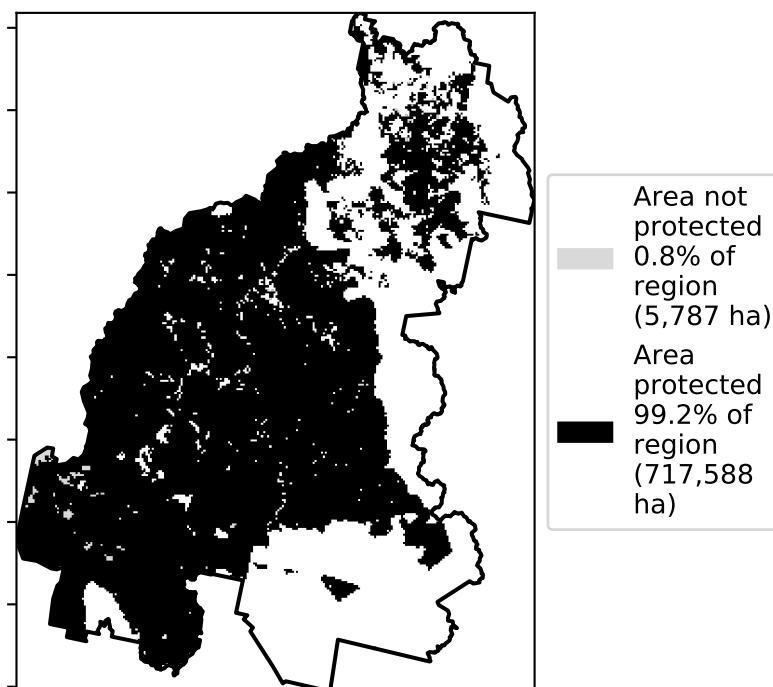 Area not
protected
0.8% of
region
(5,787 ha)
Area
protected
99.2% of
region
(717,588
ha)